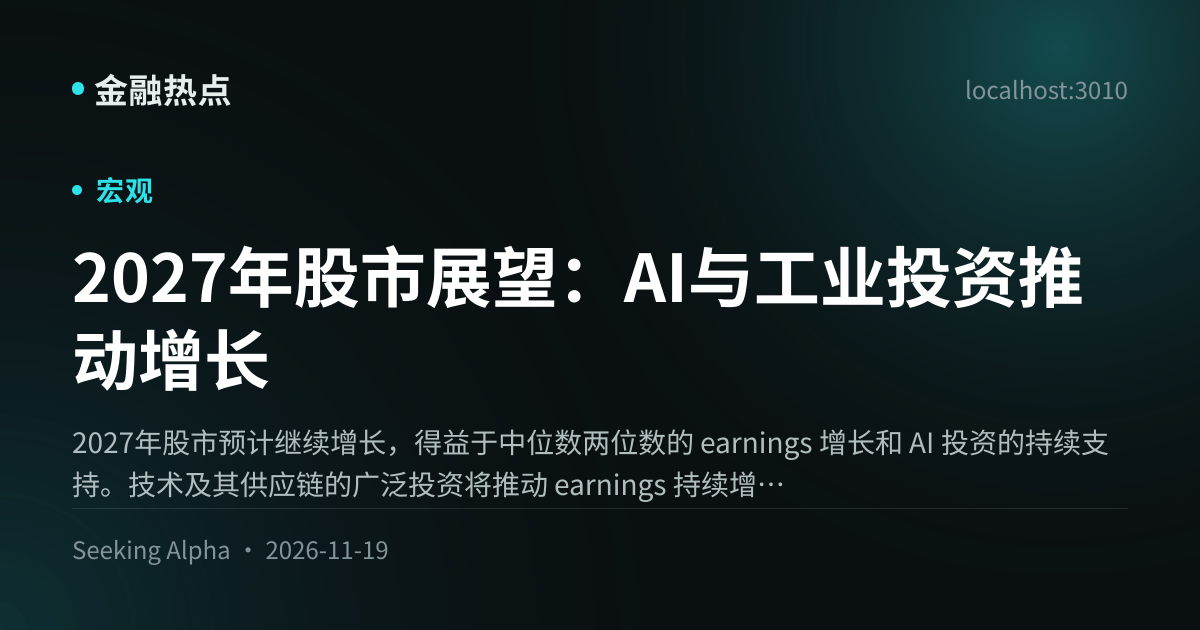 金融热点
localhost:3010
宏观
2027年股市展望：AI与工业投资推
动增长
2027年股市预计继续增长，得益于中位数两位数的 earnings 增长和 AI 投资的持续支
持。技术及其供应链的广泛投资将推动 earnings 持续增…
Seeking Alpha · 2026-11-19